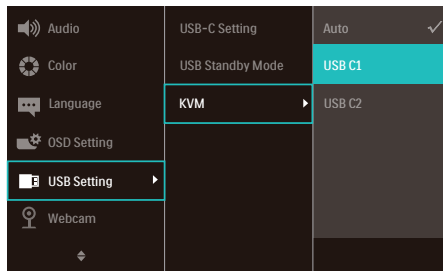 Audio
Color
Language
OSD Setting
USB Setting
Webcam
USB-C Setting
USB Standby Mode
KVM
Auto
USB C1
USB C2